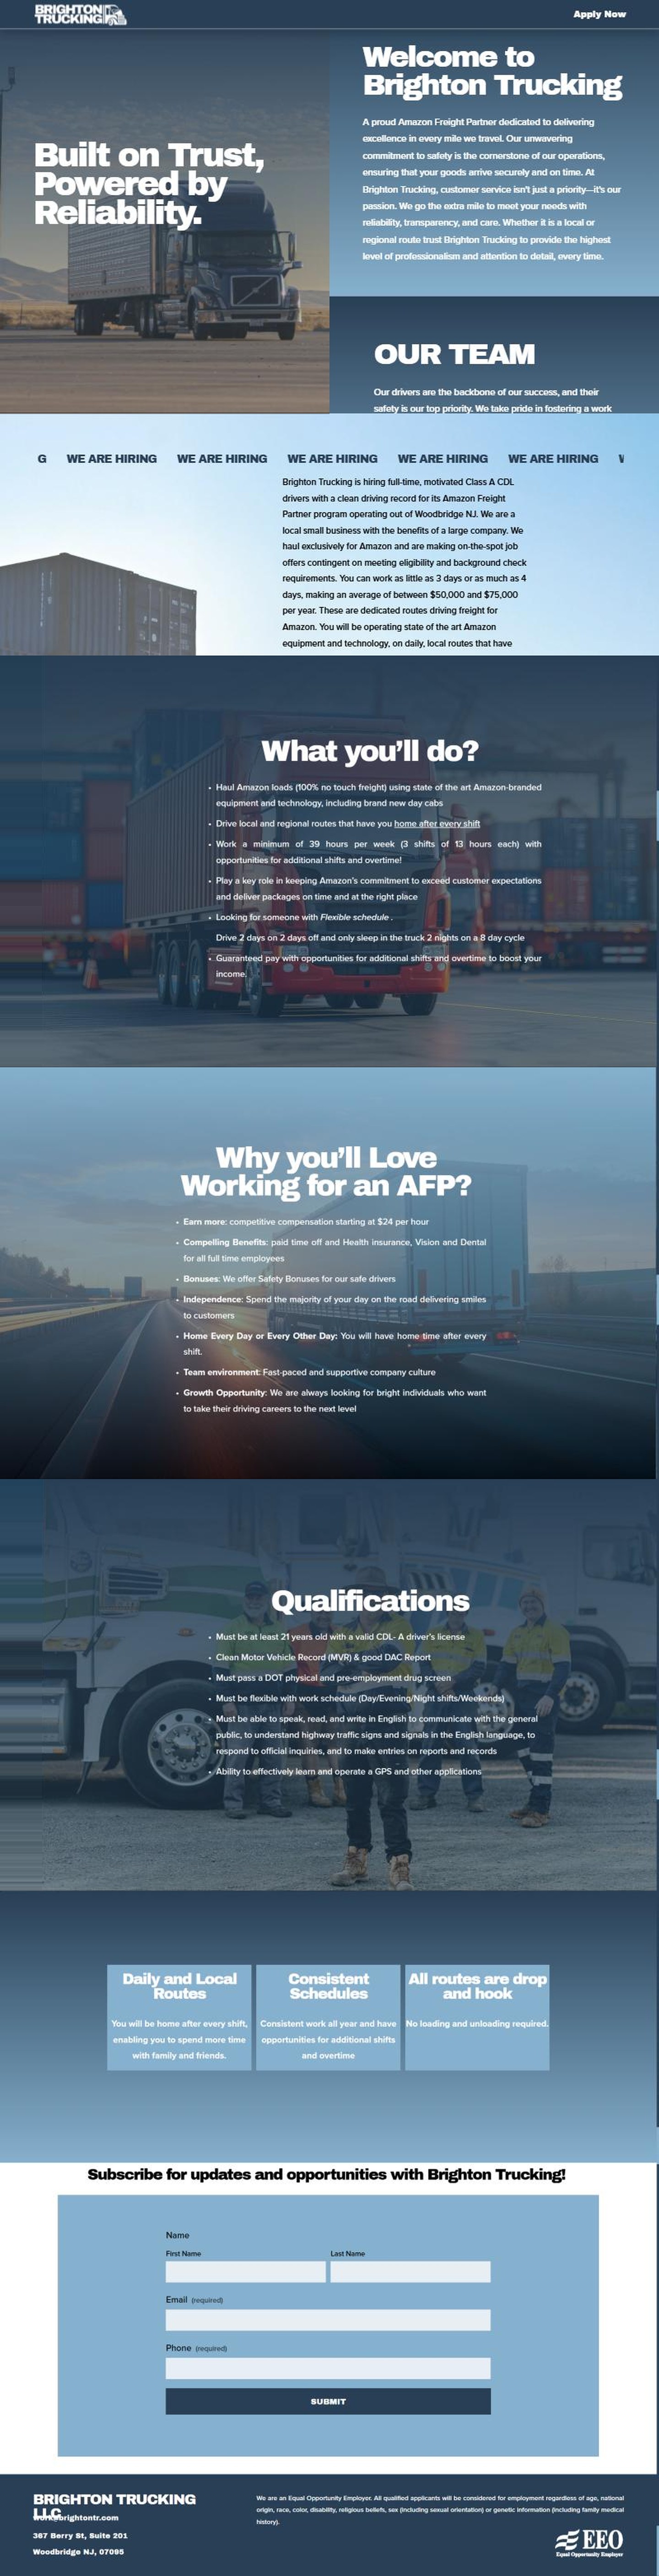 BRIGHTON
TRUCKING
Apply Now
Built on Trust,
Powered by
Reliability.
Welcome to
Brighton Trucking
A proud Amazon Freight Partner dedicated to delivering
excellence in every mile we travel. Our unwavering
commitment to safety is the cornerstone of our operations,
ensuring that your goods arrive securely and on time. At
Brighton Trucking, customer service isn't just a priority—it's our
passion. We go the extra mile to meet your needs with
reliability, transparency, and care. Whether it is a local or
regional route trust Brighton Trucking to provide the highest
level of professionalism and attention to detail, every time.
OUR TEAM
Our drivers are the backbone of our success, and their
safety is our top priority. We take pride in fostering a work
G WE ARE HIRING WE ARE HIRING WE ARE HIRING WE ARE HIRING WE ARE HIRING
Brighton Trucking is hiring full-time, motivated Class A CDL
drivers with a clean driving record for its Amazon Freight
Partner program operating out of Woodbridge NJ. We are a
local small business with the benefits of a large company. We
haul exclusively for Amazon and are making on-the-spot job
offers contingent on meeting eligibility and background check
requirements. You can work as little as 3 days or as much as 4
days, making an average of between $50,000 and $75,000
per year. These are dedicated routes driving freight for
Amazon. You will be operating state of the art Amazon
equipment and technology, on daily, local routes that have
What you'll do?
• Haul Amazon loads (100% no touch freight) using state of the art Amazon-branded
equipment and technology, including brand new day cabs
• Drive local and regional routes that have you home after every shift
• Work a minimum of 39 hours per week (3 shifts of 13 hours each) with
opportunities for additional shifts and overtime!
• Play a key role in keeping Amazon's commitment to exceed customer expectations
and deliver packages on time and at the right place
• Looking for someone with Flexible schedule .
Drive 2 days on 2 days off and only sleep in the truck 2 nights on a 8 day cycle
• Guaranteed pay with opportunities for additional shifts and overtime to boost your
income.
Why you'll Love
Working for an AFP?
• Earn more: competitive compensation starting at $24 per hour
• Compelling Benefits: paid time off and Health insurance, Vision and Dental
for all full time employees
• Bonuses: We offer Safety Bonuses for our safe drivers
• Independence: Spend the majority of your day on the road delivering smiles
to customers
• Home Every Day or Every Other Day: You will have home time after every
shift.
• Team environment: Fast-paced and supportive company culture
• Growth Opportunity: We are always looking for bright individuals who want
to take their driving careers to the next level
Qualifications
• Must be at least 21 years old with a valid CDL- A driver's license
• Clean Motor Vehicle Record (MVR) & good DAC Report
• Must pass a DOT physical and pre-employment drug screen
• Must be flexible with work schedule (Day/Evening/Night shifts/Weekends)
• Must be able to speak, read, and write in English to communicate with the general
public, to understand highway traffic signs and signals in the English language, to
respond to official inquiries, and to make entries on reports and records
• Ability to effectively learn and operate a GPS and other applications
Daily and Local
Routes
You will be home after every shift,
enabling you to spend more time
with family and friends.
Consistent
Schedules
Consistent work all year and have
opportunities for additional shifts
and overtime
All routes are drop
and hook
No loading and unloading required.
Subscribe for updates and opportunities with Brighton Trucking!
Name
First Name Last Name
Email (required)
Phone (required)
SUBMIT
BRIGHTON TRUCKING
LLC
367 Berry St, Suite 201
Woodbridge NJ, 07095
We are an Equal Opportunity Employer. All qualified applicants will be considered for employment regardless of age, national
origin, race, color, disability, religious beliefs, sex (including sexual orientation) or genetic information (including family medical
history).
EEO
Equal Opportunity Employer